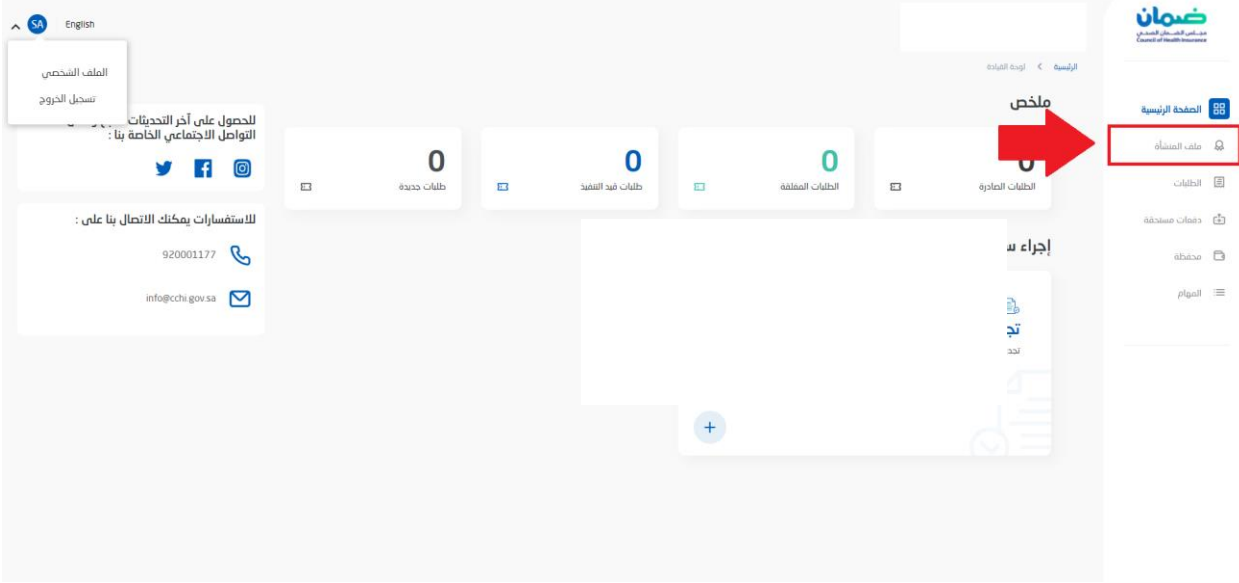 ضمان
مجلس الضمان الصحي
Council of Health Insurance
SA
English
الملف الشخصي
تسجيل الخروج
الرئيسية > لوحة القيادة
الصفحة الرئيسية
ملف المنشأة
الطلبات
دفعات مستحقة
محفظة
المهام
ملخص
0
الطلبات الصادرة
0
الطلبات المغلقة
0
طلبات قيد التنفيذ
0
طلبات جديدة
إجراء
للحصول على آخر التحديثات
التواصل الاجتماعي الخاصة بنا :
للاستفسارات يمكنك الاتصال بنا على :
920001177
info@cchi.gov.sa